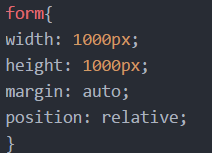 form{
width: 1000px;
height: 1000px;
margin: auto;
position: relative;
}